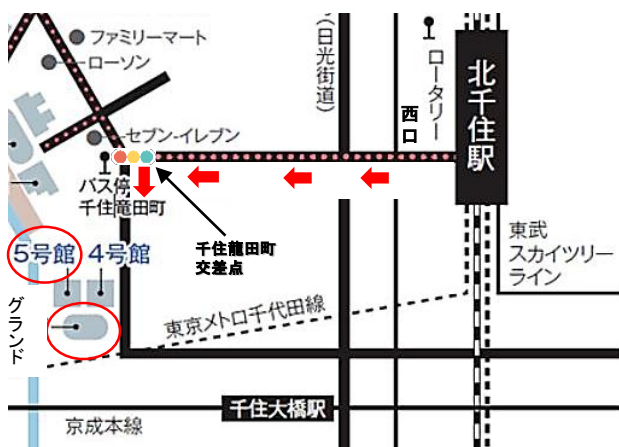 ファミリーマート
ローソン
セブン-イレブン
(日光街道)
ロータリー
西口
北千住駅
バス停
千住竜田町
千住龍田町
交差点
東武
スカイツリー
ライン
5号館
4号館
グランド
東京メトロ千代田線
千住大橋駅
京成本線